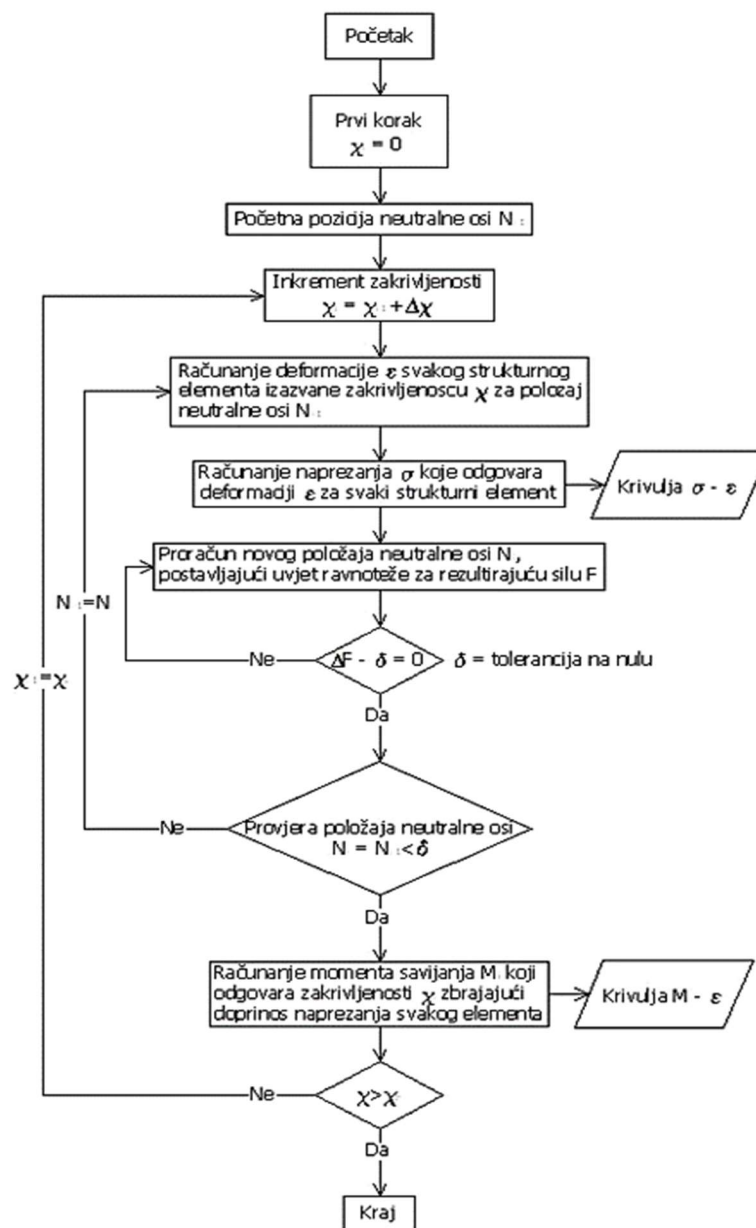 Početak
Prvi korak
χ = 0
Početna pozicija neutralne osi N
Inkrement zakrivljenosti
χ = χ + Δχ
Računanje deformacije ε svakog strukturnog
elementa izazvane zakrivljenoscu χ za položaj
neutralne osi N
Računanje naprezanja σ koje odgovara
deformaciji ε za svaki strukturni element
Krivulja σ - ε
Proračun novog položaja neutralne osi N,
postavljajući uvjet ravnoteže za rezultirajuću silu F
N =N
Ne
ΔF - δ = 0
δ = tolerancija na nulu
χ =χ
Da
Ne
Provjera položaja neutralne osi
N = N <δ
Da
Računanje momenta savijanja M koji
odgovara zakrivljenosti χ zbrajajući
doprinos naprezanja svakog elementa
Krivulja M - ε
Ne
χ>χ
Da
Kraj